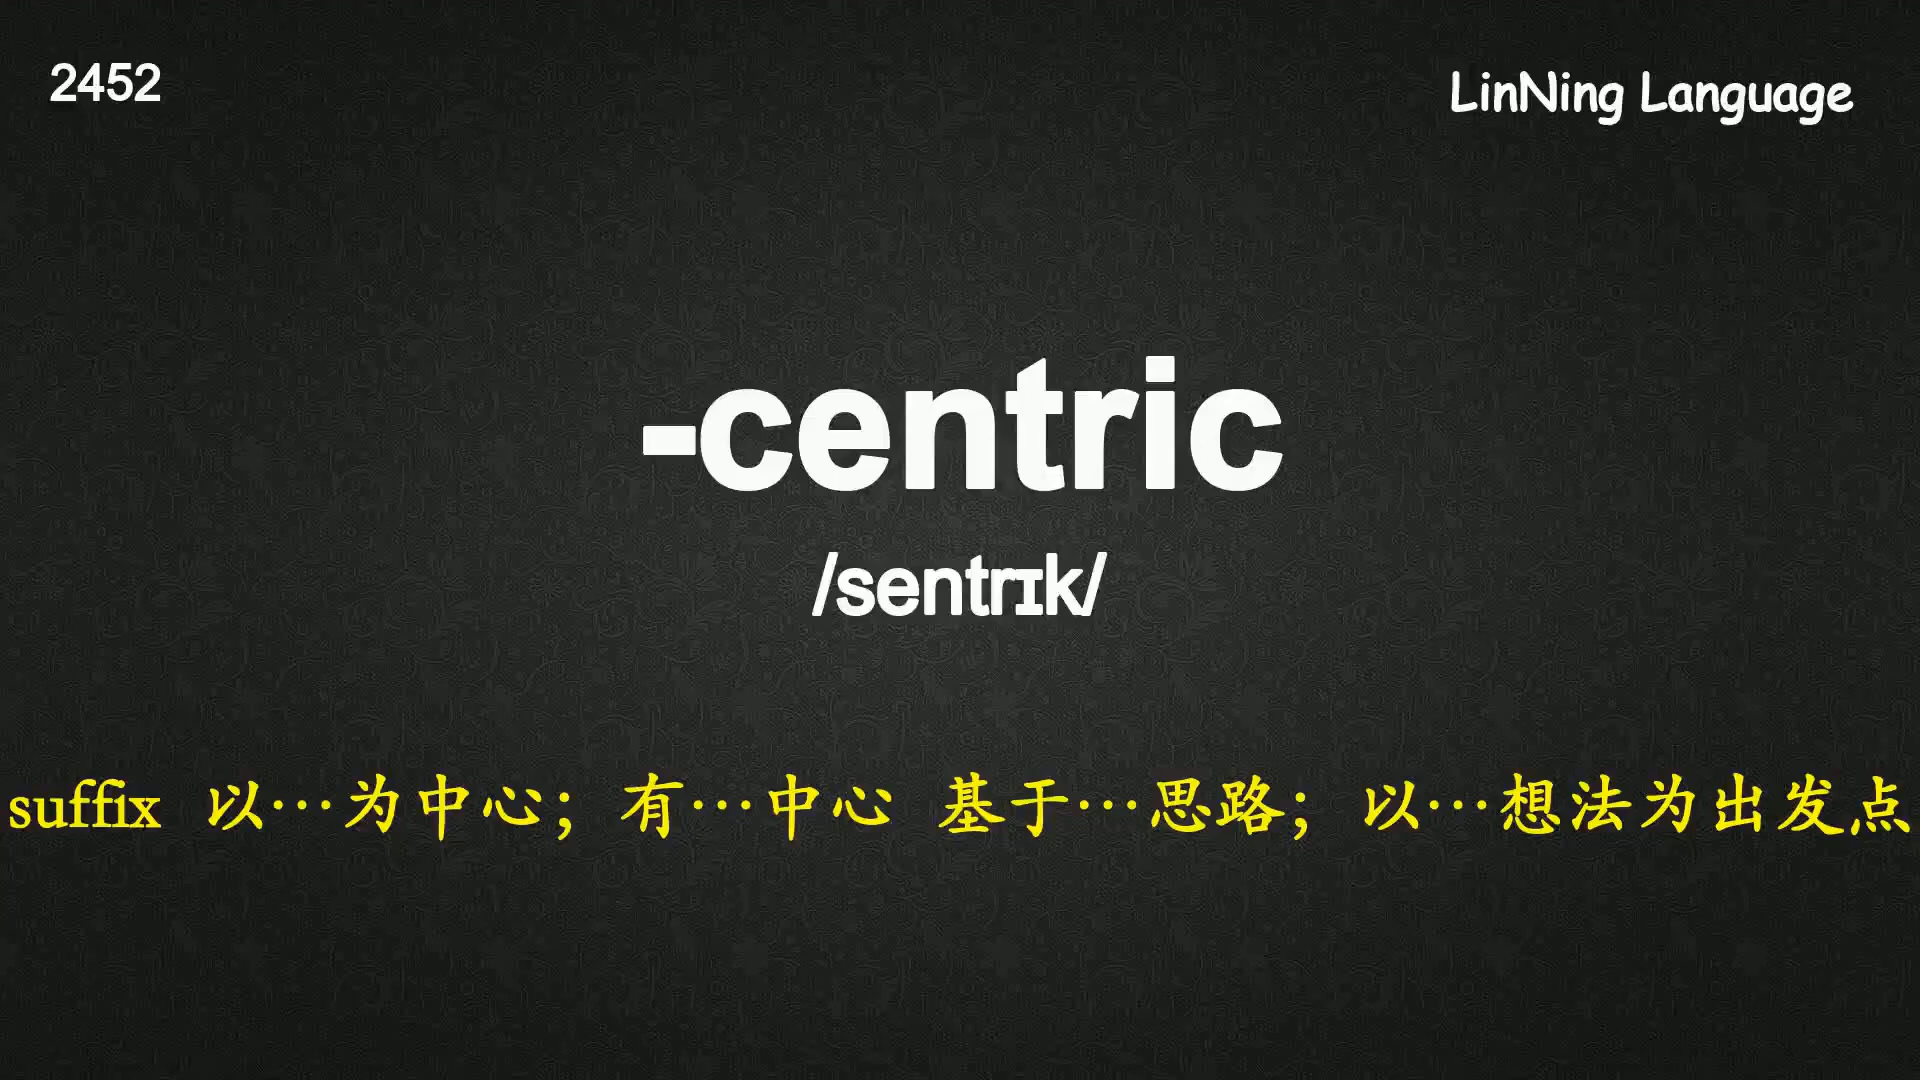 2452
LinNing Language
-centric
/sentrɪk/
suffix 以…为中心；有…中心 基于…思路；以…想法为出发点